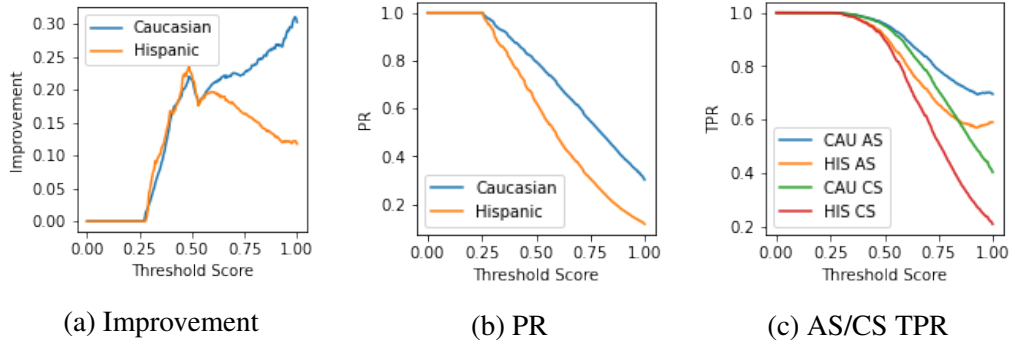 Improvement
0.30
0.25
0.20
0.15
0.10
0.05
0.00
Caucasian
Hispanic
0.00 0.25 0.50 0.75 1.00
Threshold Score
(a) Improvement
PR
1.0
0.8
0.6
0.4
0.2
Caucasian
Hispanic
0.00 0.25 0.50 0.75 1.00
Threshold Score
(b) PR
TPR
1.0
0.8
0.6
0.4
0.2
CAU AS
HIS AS
CAU CS
HIS CS
0.00 0.25 0.50 0.75 1.00
Threshold Score
(c) AS/CS TPR